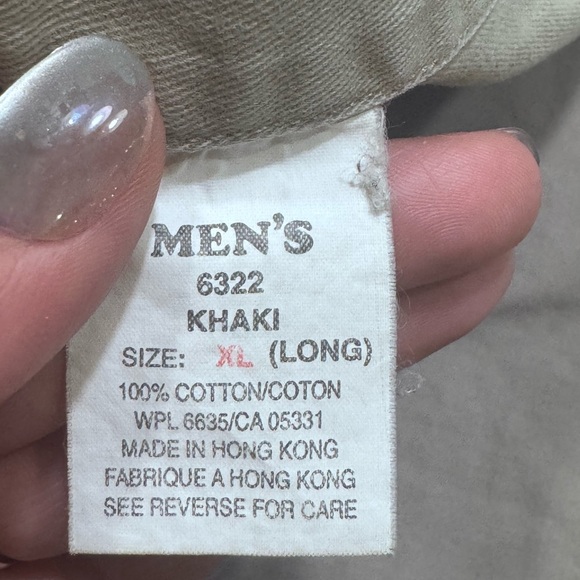 MEN'S
6322
KHAKI
SIZE: XL (LONG)
100% COTTON/COTON
WPL 6635/CA 05331
MADE IN HONG KONG
FABRIQUE A HONG KONG
SEE REVERSE FOR CARE